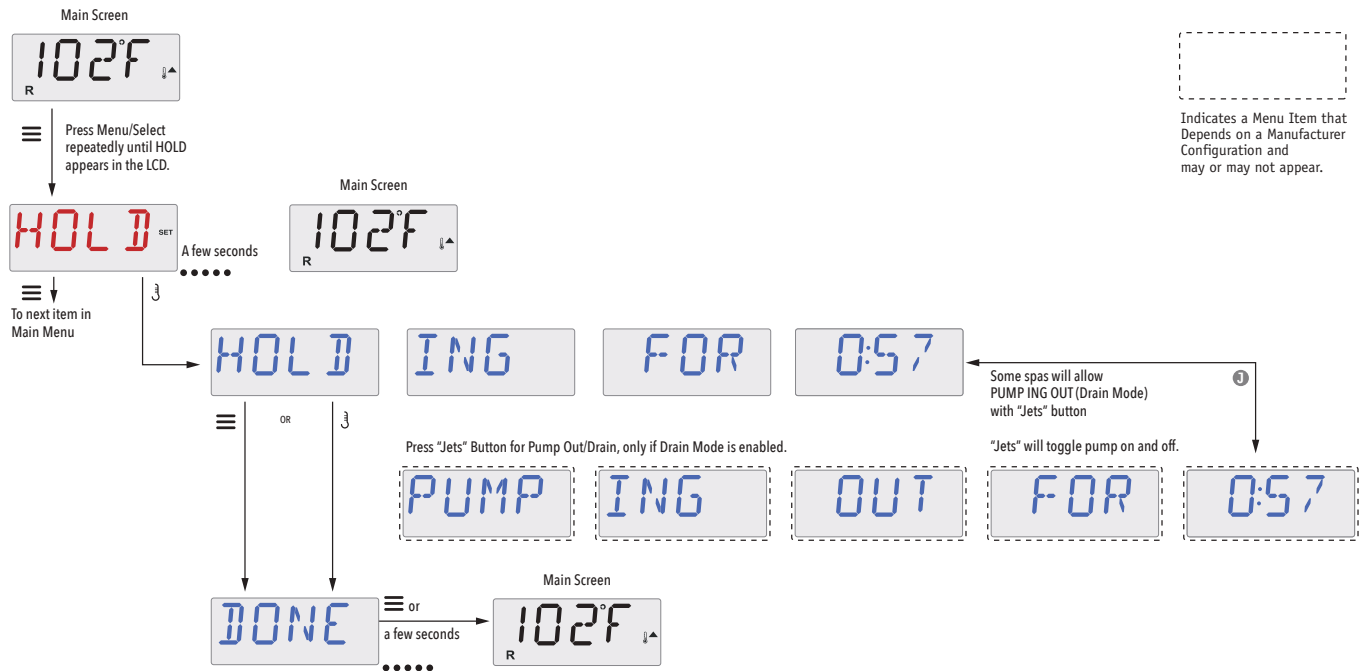 Main Screen
102°F
R
Indicates a Menu Item that
Depends on a Manufacturer
Configuration and
may or may not appear.
Press Menu/Select
repeatedly until HOLD
appears in the LCD.
HOLD SET
A few seconds
Main Screen
102°F
R
To next item in
Main Menu
HOLD ING FOR 0:57
Some spas will allow
PUMP ING OUT (Drain Mode)
with "Jets" button
J
OR
Press "Jets" Button for Pump Out/Drain, only if Drain Mode is enabled.
"Jets" will toggle pump on and off.
PUMP ING OUT FOR 0:57
DONE
or
a few seconds
Main Screen
102°F
R